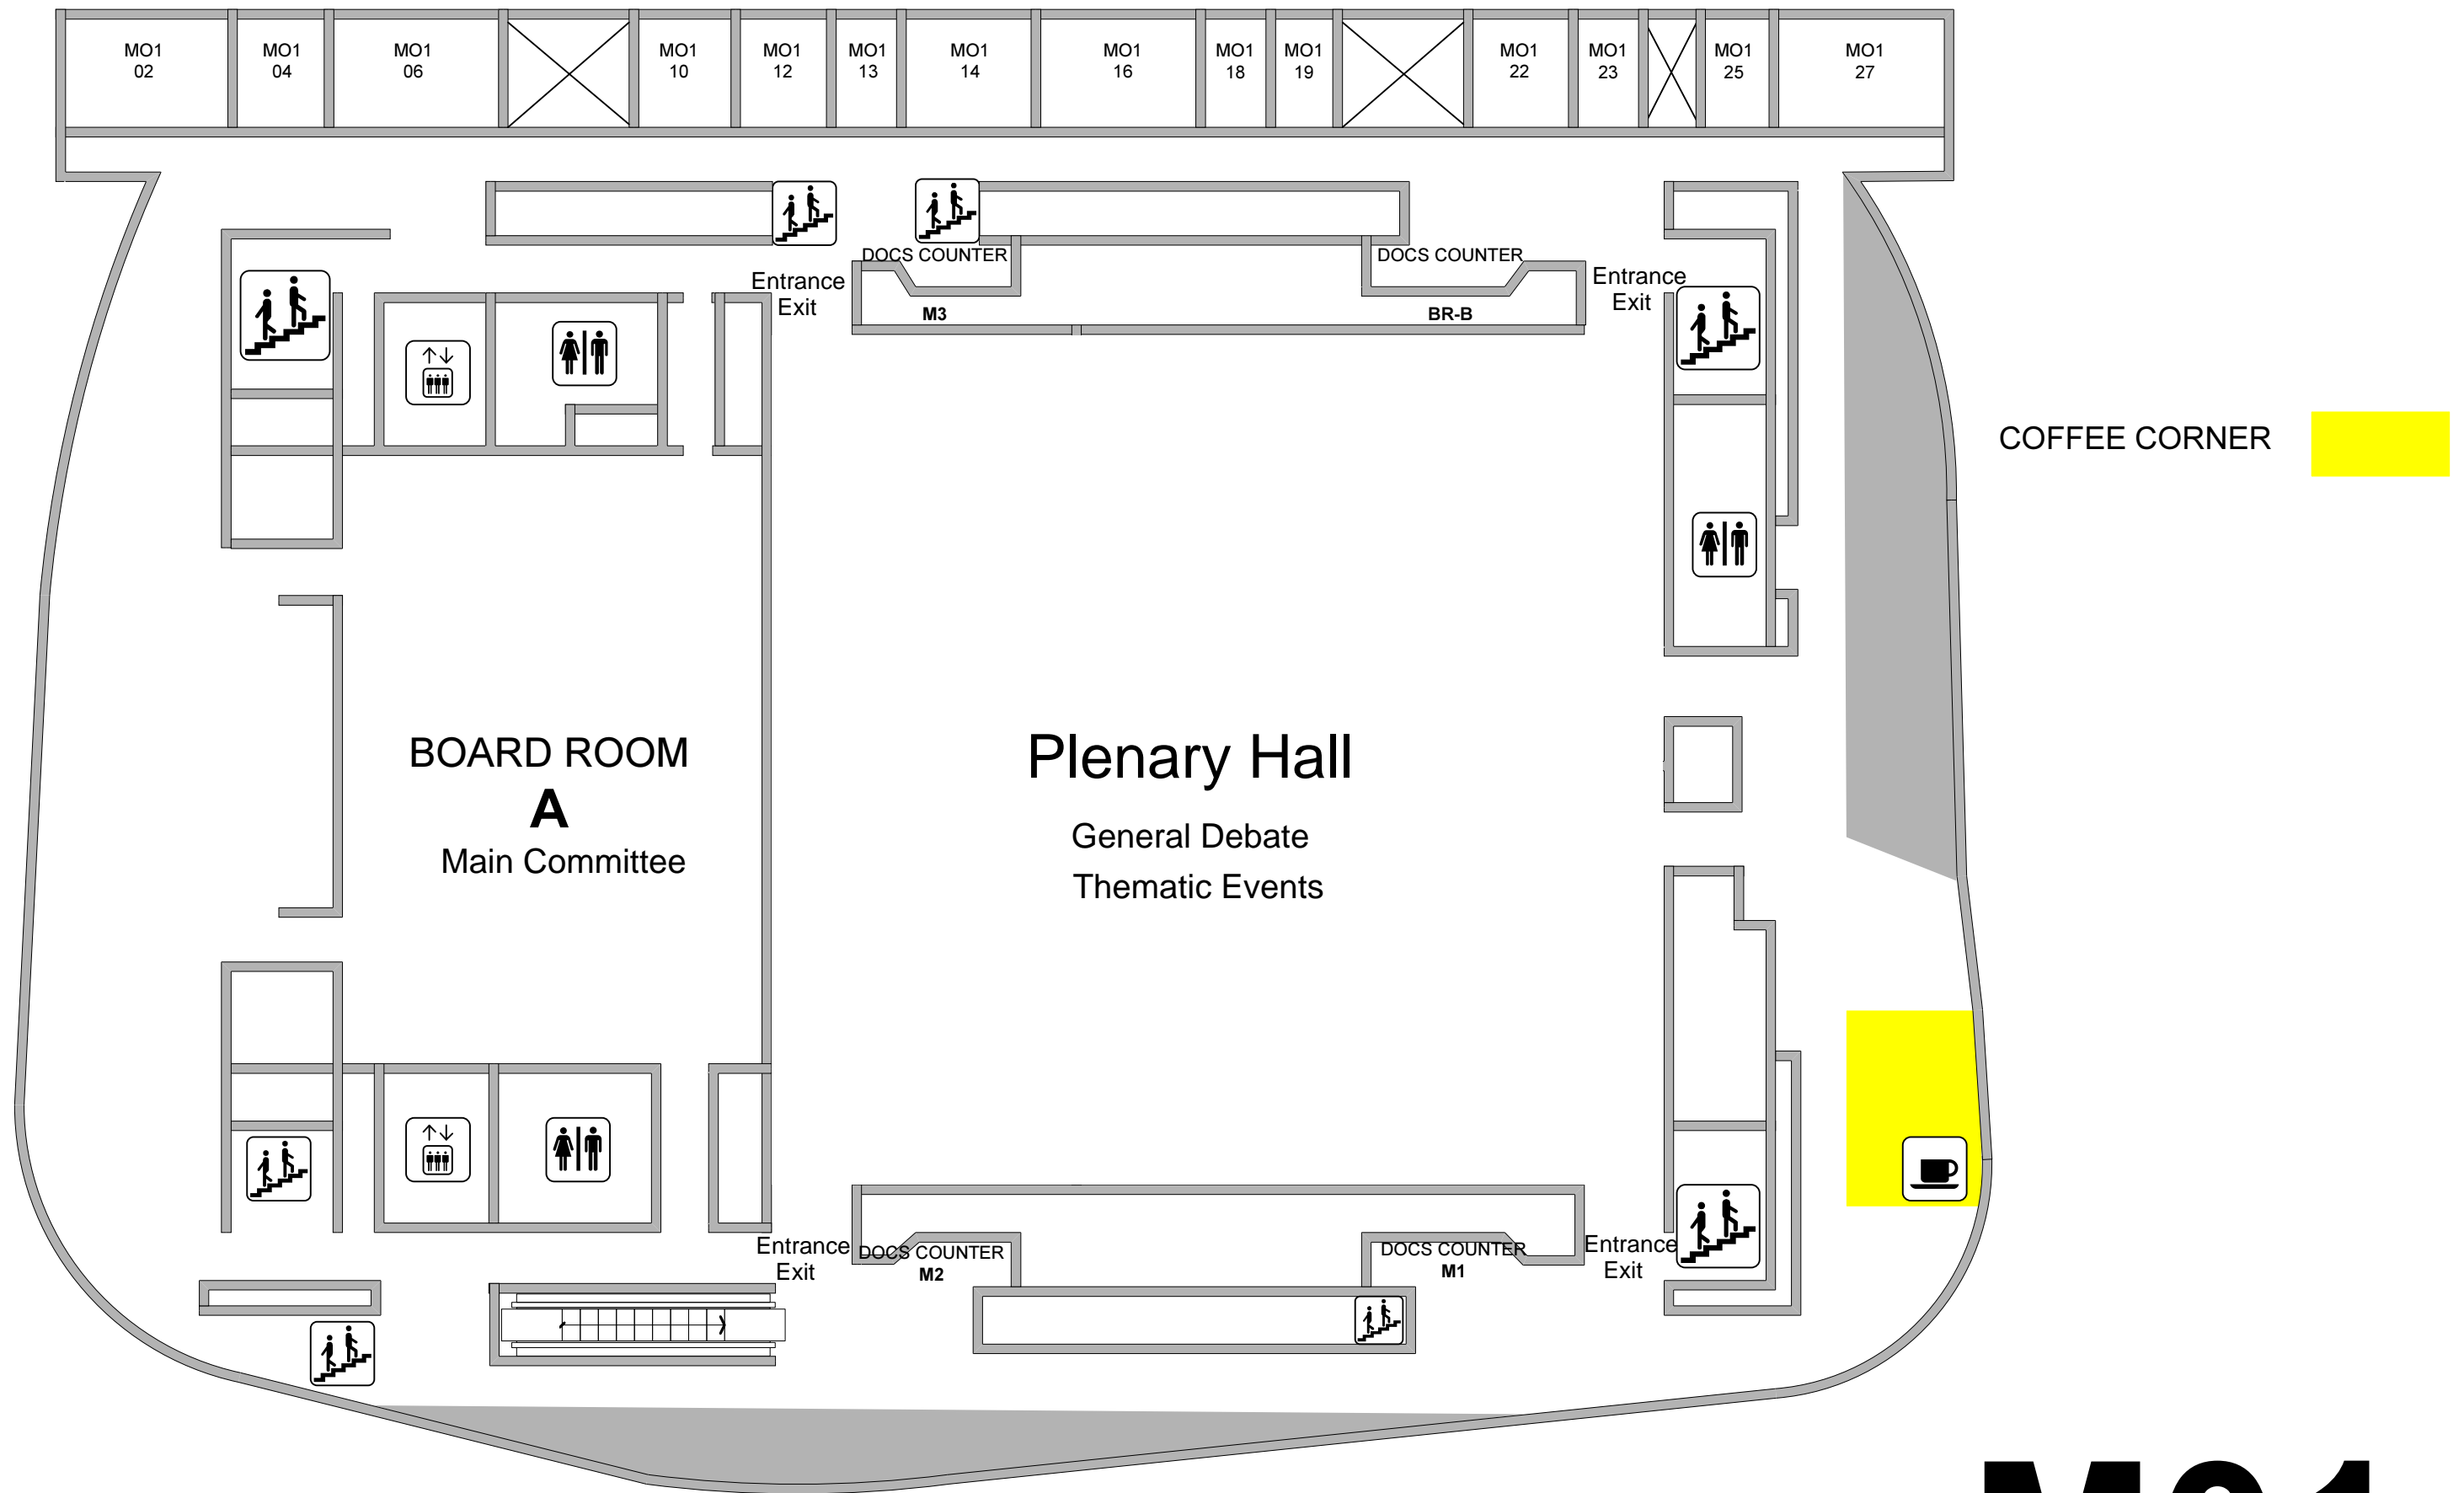 MO1
02
MO1
04
MO1
06
MO1
10
MO1
12
MO1
13
MO1
14
MO1
16
MO1
18
MO1
19
MO1
22
MO1
23
MO1
25
MO1
27
DOCS COUNTER
DOCS COUNTER
Entrance
Exit
Entrance
Exit
M3
BR-B
COFFEE CORNER
BOARD ROOM
A
Main Committee
Plenary Hall
General Debate
Thematic Events
Entrance
Exit
DOCS COUNTER
M2
DOCS COUNTER
M1
Entrance
Exit
M01